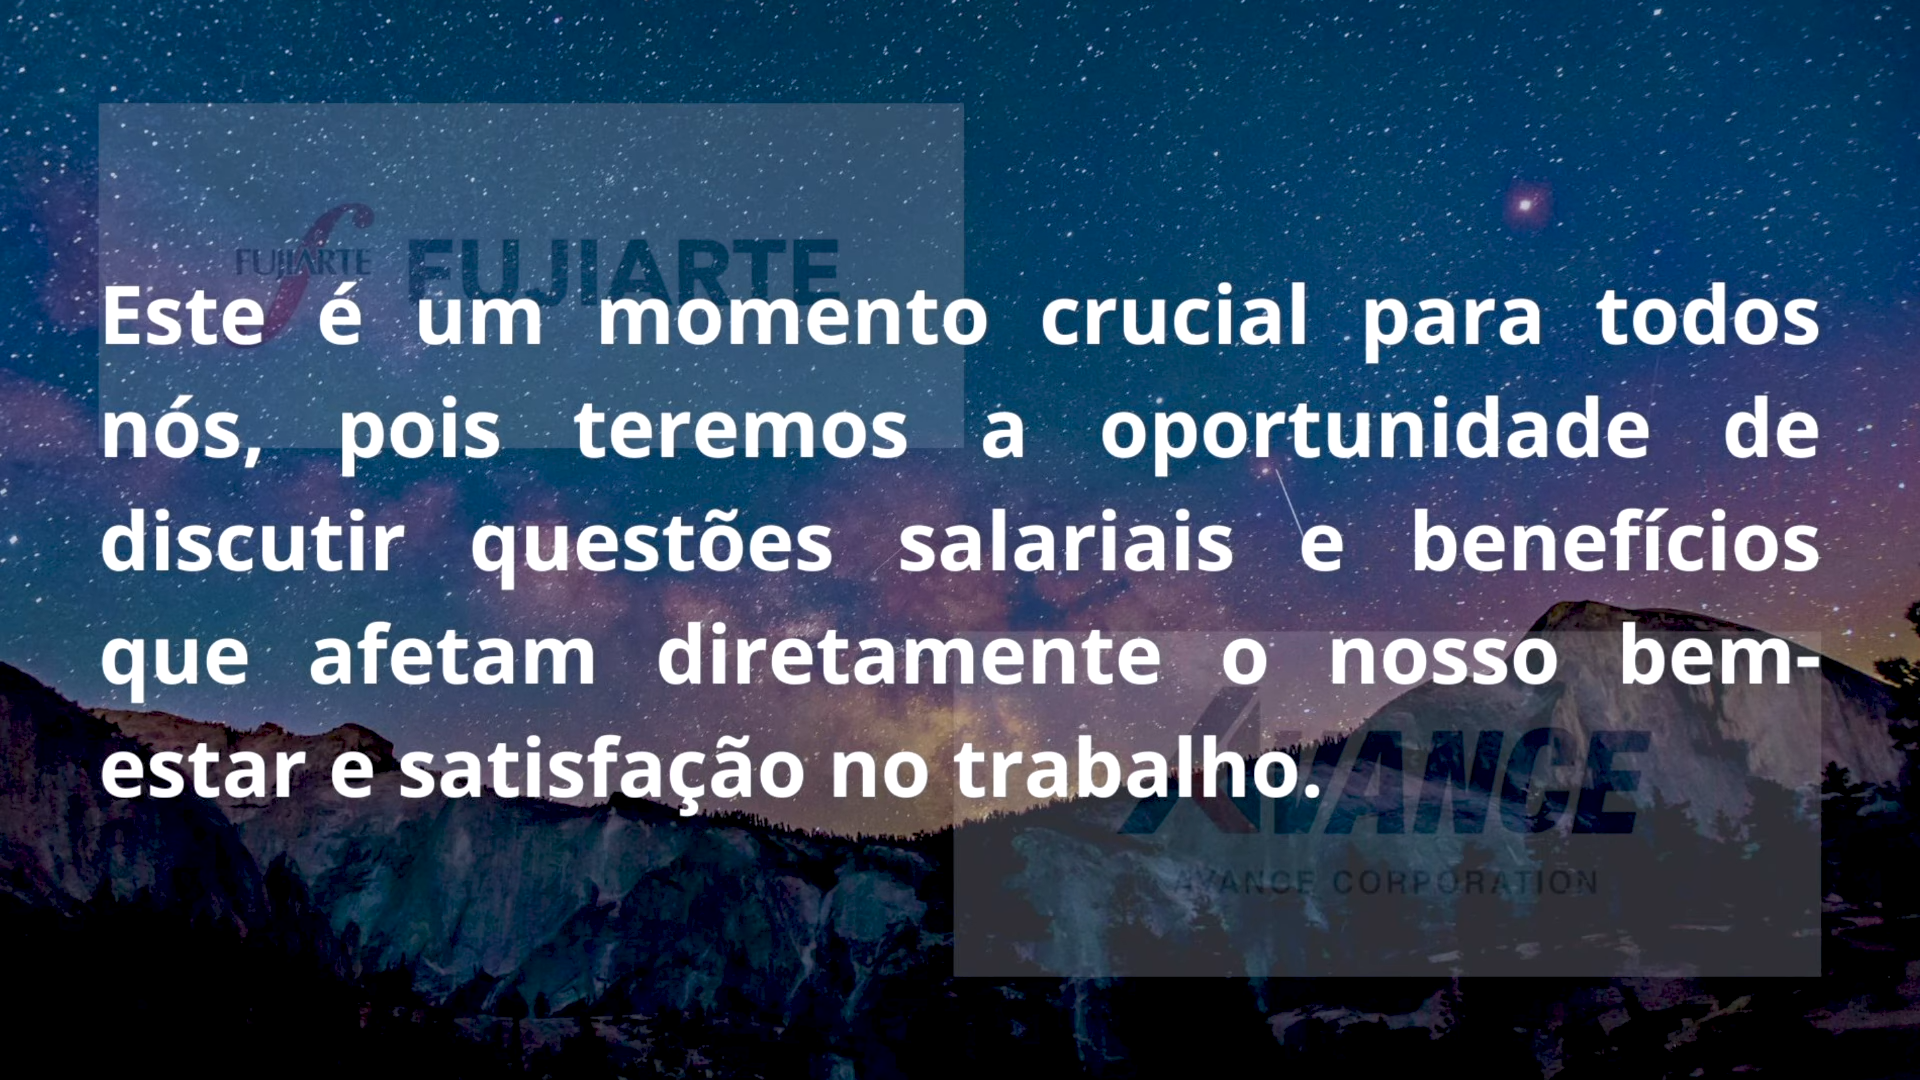 FUJIARTE FUJIARTE
Este é um momento crucial para todos
nós, pois teremos a oportunidade de
discutir questões salariais e benefícios
que afetam diretamente o nosso bem-
estar e satisfação no trabalho.
AVANCE
AVANCE CORPORATION